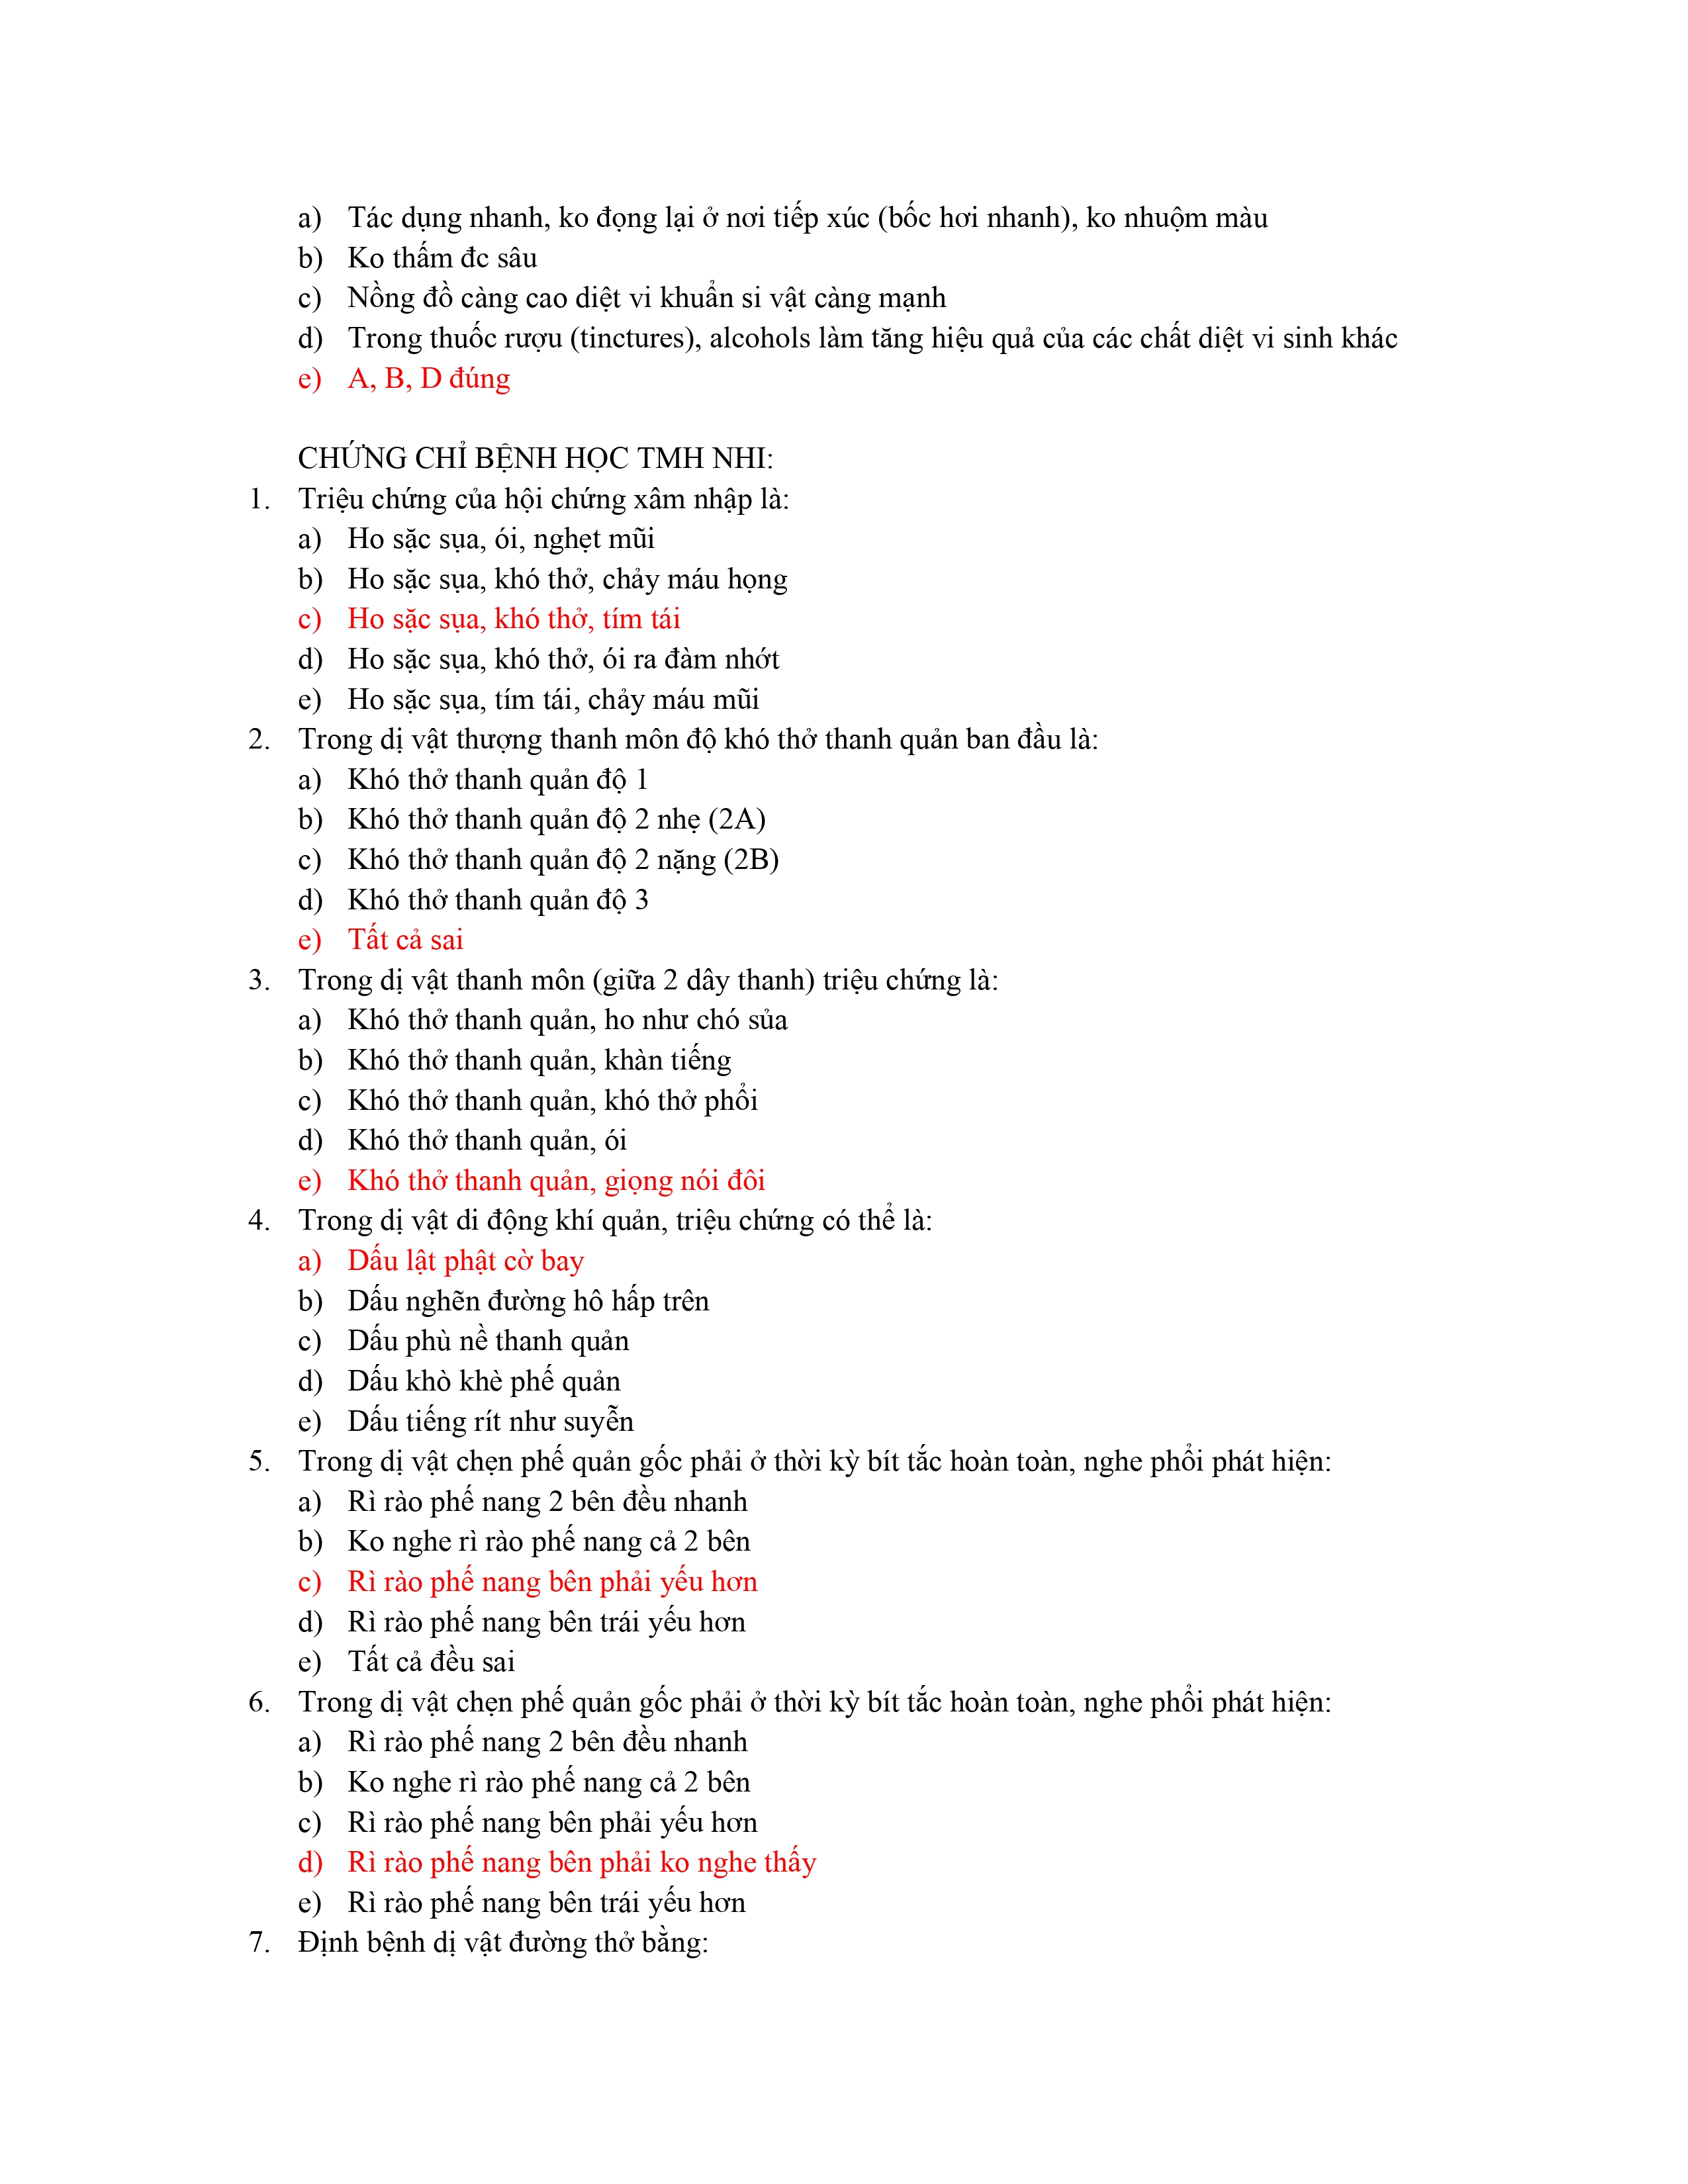 a) Tác dụng nhanh, ko đọng lại ở nơi tiếp xúc (bốc hơi nhanh), ko nhuộm màu
b) Ko thấm đc sâu
c) Nồng đồ càng cao diệt vi khuẩn si vật càng mạnh
d) Trong thuốc rượu (tinctures), alcohols làm tăng hiệu quả của các chất diệt vi sinh khác
e) A, B, D đúng
CHỨNG CHỈ BỆNH HỌC TMH NHI:
1. Triệu chứng của hội chứng xâm nhập là:
a) Ho sặc sụa, ói, nghẹt mũi
b) Ho sặc sụa, khó thở, chảy máu họng
c) Ho sặc sụa, khó thở, tím tái
d) Ho sặc sụa, khó thở, ói ra đàm nhớt
e) Ho sặc sụa, tím tái, chảy máu mũi
2. Trong dị vật thượng thanh môn độ khó thở thanh quản ban đầu là:
a) Khó thở thanh quản độ 1
b) Khó thở thanh quản độ 2 nhẹ (2A)
c) Khó thở thanh quản độ 2 nặng (2B)
d) Khó thở thanh quản độ 3
e) Tất cả sai
3. Trong dị vật thanh môn (giữa 2 dây thanh) triệu chứng là:
a) Khó thở thanh quản, ho như chó sủa
b) Khó thở thanh quản, khàn tiếng
c) Khó thở thanh quản, khó thở phổi
d) Khó thở thanh quản, ói
e) Khó thở thanh quản, giọng nói đôi
4. Trong dị vật di động khí quản, triệu chứng có thể là:
a) Dấu lật phật cờ bay
b) Dấu nghẽn đường hô hấp trên
c) Dấu phù nề thanh quản
d) Dấu khò khè phế quản
e) Dấu tiếng rít như suyễn
5. Trong dị vật chẹn phế quản gốc phải ở thời kỳ bít tắc hoàn toàn, nghe phổi phát hiện:
a) Rì rào phế nang 2 bên đều nhanh
b) Ko nghe rì rào phế nang cả 2 bên
c) Rì rào phế nang bên phải yếu hơn
d) Rì rào phế nang bên trái yếu hơn
e) Tất cả đều sai
6. Trong dị vật chẹn phế quản gốc phải ở thời kỳ bít tắc hoàn toàn, nghe phổi phát hiện:
a) Rì rào phế nang 2 bên đều nhanh
b) Ko nghe rì rào phế nang cả 2 bên
c) Rì rào phế nang bên phải yếu hơn
d) Rì rào phế nang bên phải ko nghe thấy
e) Rì rào phế nang bên trái yếu hơn
7. Định bệnh dị vật đường thở bằng: